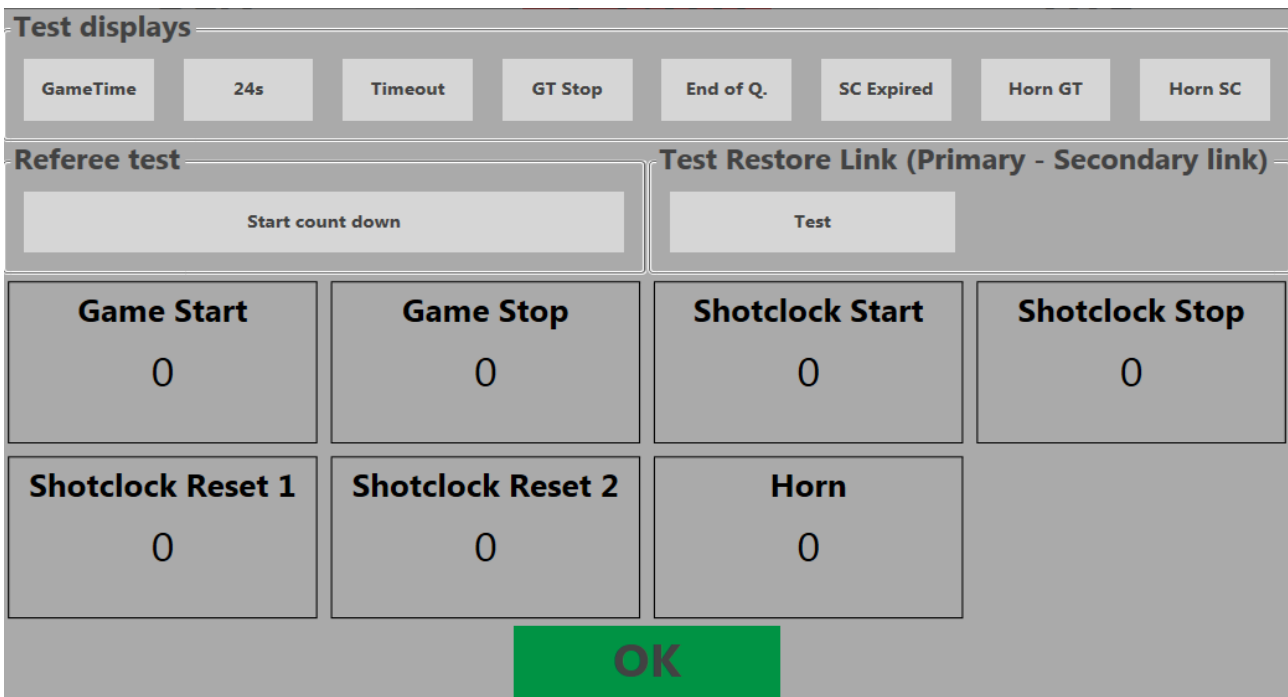 Test displays
GameTime 24s Timeout GT Stop End of Q. SC Expired Horn GT Horn SC
Referee test
Test Restore Link (Primary - Secondary link)
Start count down
Test
Game Start
0
Game Stop
0
Shotclock Start
0
Shotclock Stop
0
Shotclock Reset 1
0
Shotclock Reset 2
0
Horn
0
OK